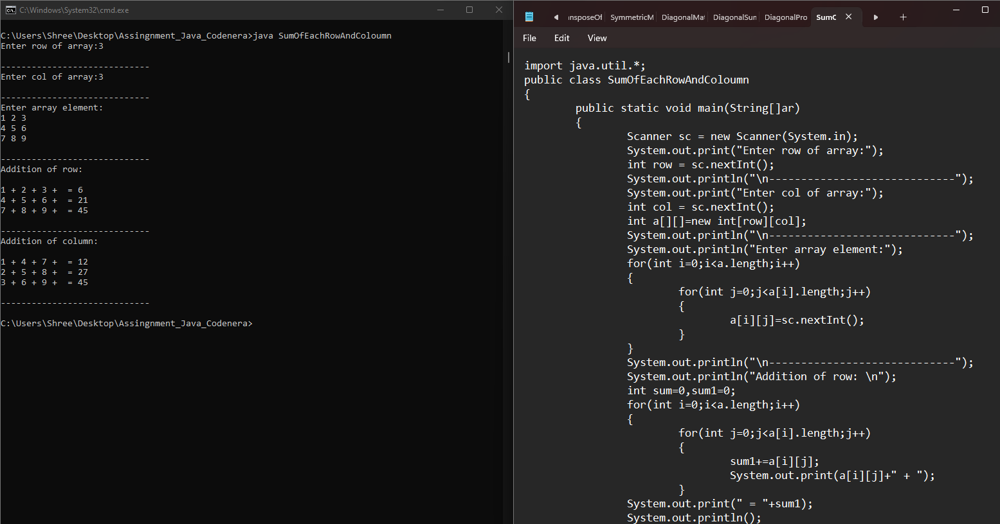 C:\Windows\System32\cmd.exe
C:\Users\Shree\Desktop\Assingnment_Java_Codenera>java SumOfEachRowAndColoumn
Enter row of array:3
-----------------------------
Enter col of array:3
-----------------------------
Enter array element:
1 2 3
4 5 6
7 8 9
-----------------------------
Addition of row:
1 + 2 + 3 +  = 6
4 + 5 + 6 +  = 21
7 + 8 + 9 +  = 45
-----------------------------
Addition of column:
1 + 4 + 7 +  = 12
2 + 5 + 8 +  = 27
3 + 6 + 9 +  = 45
-----------------------------
C:\Users\Shree\Desktop\Assingnment_Java_Codenera>
nsposeOf SymmetricM DiagonalMat DiagonalSum DiagonalPro SumC
File Edit View
import java.util.*;
public class SumOfEachRowAndColoumn
{
public static void main(String[]ar)
{
Scanner sc = new Scanner(System.in);
System.out.print("Enter row of array:");
int row = sc.nextInt();
System.out.println("\n-----------------------------");
System.out.print("Enter col of array:");
int col = sc.nextInt();
int a[][]=new int[row][col];
System.out.println("\n-----------------------------");
System.out.println("Enter array element:");
for(int i=0;i<a.length;i++)
{
for(int j=0;j<a[i].length;j++)
{
a[i][j]=sc.nextInt();
}
}
System.out.println("\n-----------------------------");
System.out.println("Addition of row: \n");
int sum=0,sum1=0;
for(int i=0;i<a.length;i++)
{
for(int j=0;j<a[i].length;j++)
{
sum1+=a[i][j];
System.out.print(a[i][j]+" + ");
}
System.out.print(" = "+sum1);
System.out.println();